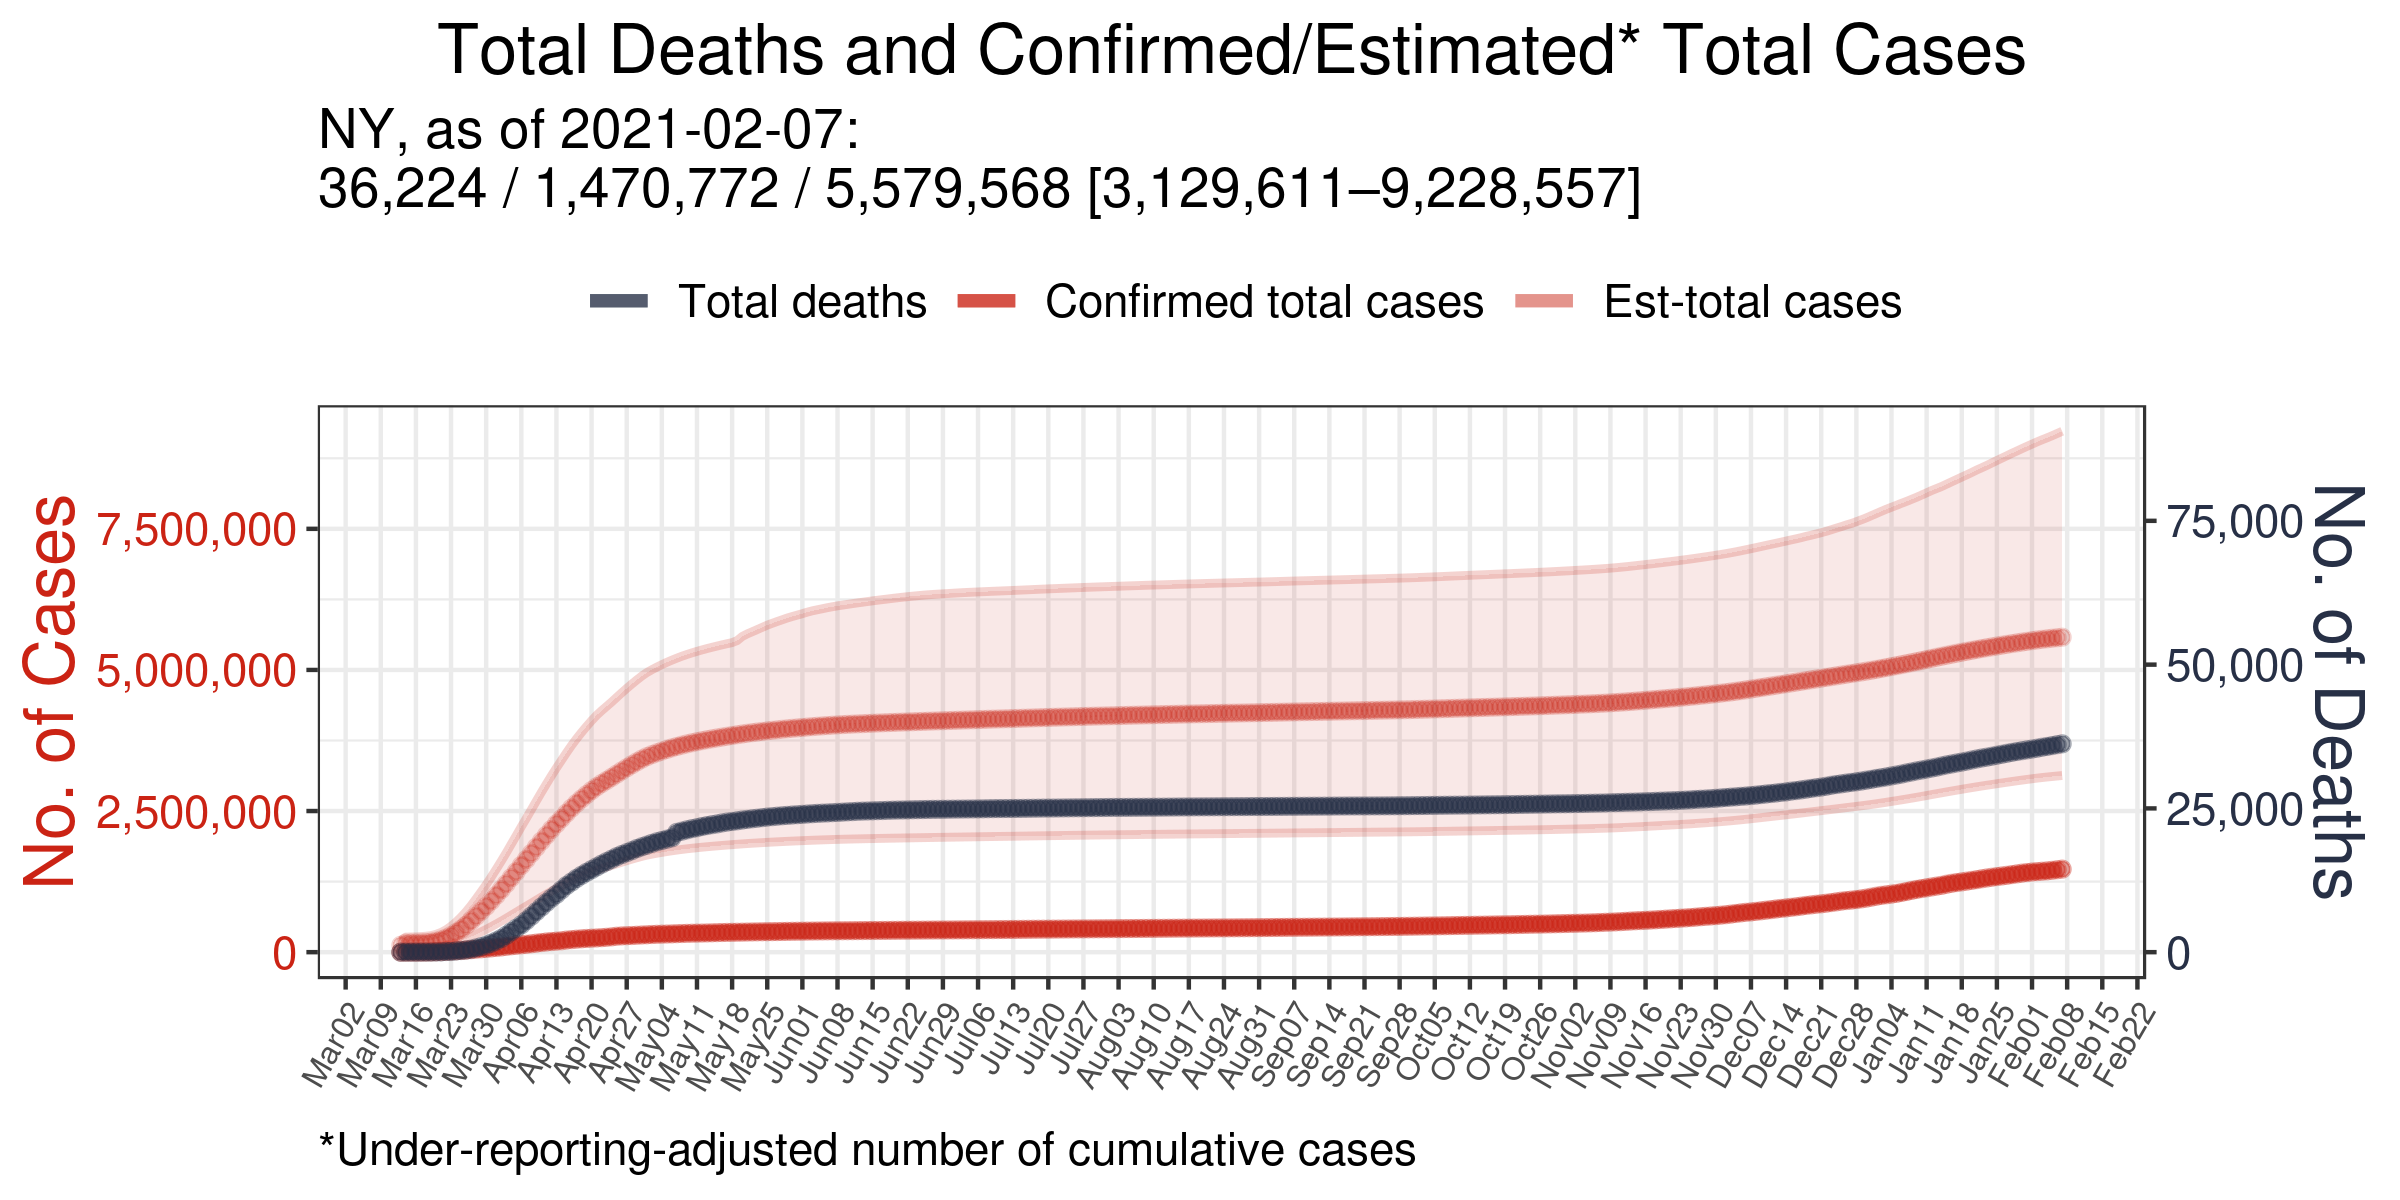 Total Deaths and Confirmed/Estimated* Total Cases
NY, as of 2021-02-07:
36,224 / 1,470,772 / 5,579,568 [3,129,611–9,228,557]
Total deaths
Confirmed total cases
Est-total cases
No. of Cases
7,500,000
5,000,000
2,500,000
0
75,000
50,000
25,000
0
No. of Deaths
Mar02
Mar09
Mar16
Mar23
Mar30
Apr06
Apr13
Apr20
Apr27
May04
May11
May18
May25
Jun01
Jun08
Jun15
Jun22
Jun29
Jul06
Jul13
Jul20
Jul27
Aug03
Aug10
Aug17
Aug24
Aug31
Sep07
Sep14
Sep21
Sep28
Oct05
Oct12
Oct19
Oct26
Nov02
Nov09
Nov16
Nov23
Nov30
Dec07
Dec14
Dec21
Dec28
Jan04
Jan11
Jan18
Jan25
Feb01
Feb08
Feb15
Feb22
*Under-reporting-adjusted number of cumulative cases